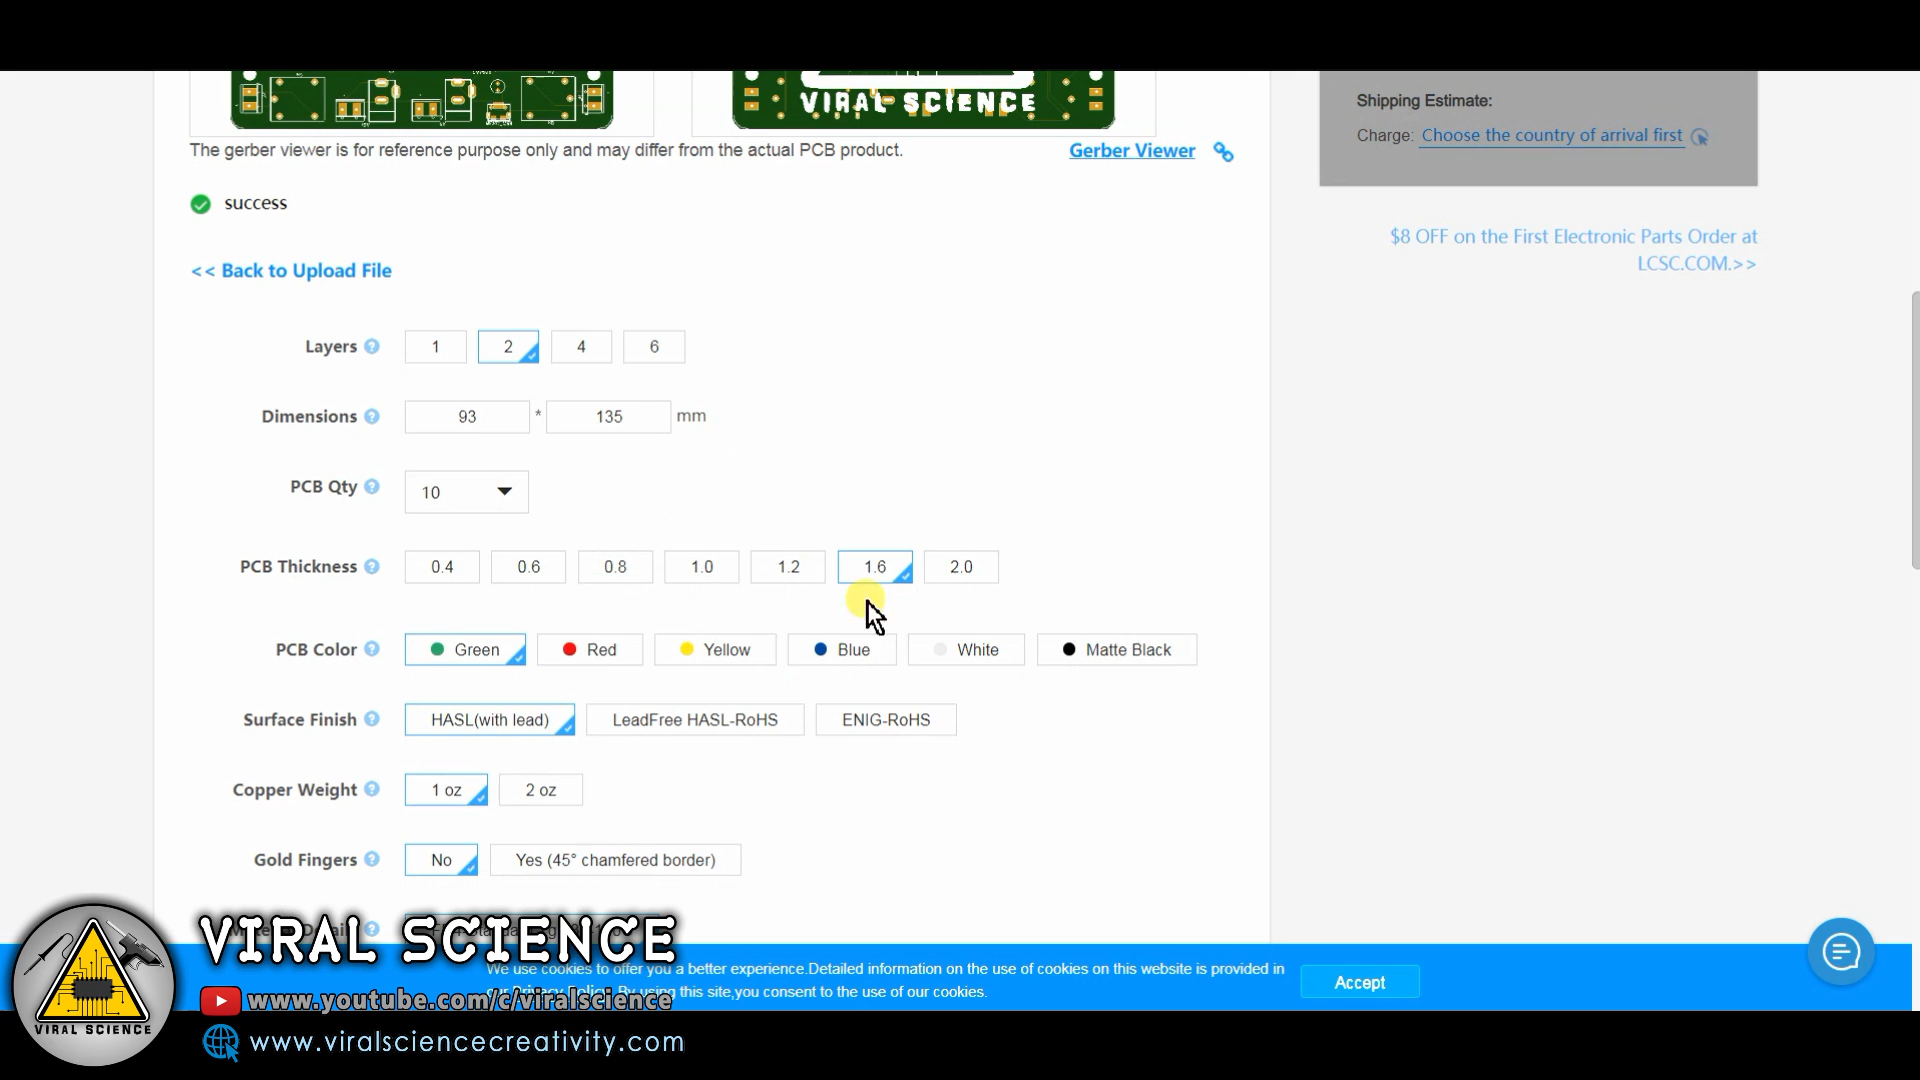 VIRAL SCIENCE
Shipping Estimate:
Charge: Choose the country of arrival first
The gerber viewer is for reference purpose only and may differ from the actual PCB product.
Gerber Viewer
success
$8 OFF on the First Electronic Parts Order at
LCSC.COM.>>
<< Back to Upload File
Layers ? 1 2 4 6
Dimensions ? 93 * 135 mm
PCB Qty ? 10
PCB Thickness ? 0.4 0.6 0.8 1.0 1.2 1.6 2.0
PCB Color ? Green Red Yellow Blue White Matte Black
Surface Finish ? HASL(with lead) LeadFree HASL-RoHS ENIG-RoHS
Copper Weight ? 1 oz 2 oz
Gold Fingers ? No Yes (45° chamfered border)
VIRAL SCIENCE
We use cookies to offer you a better experience.Detailed information on the use of cookies on this website is provided in
our Privacy Policy. By using this site,you consent to the use of our cookies.
Accept
www.youtube.com/c/viralscience
VIRAL SCIENCE
www.viralsciencecreativity.com